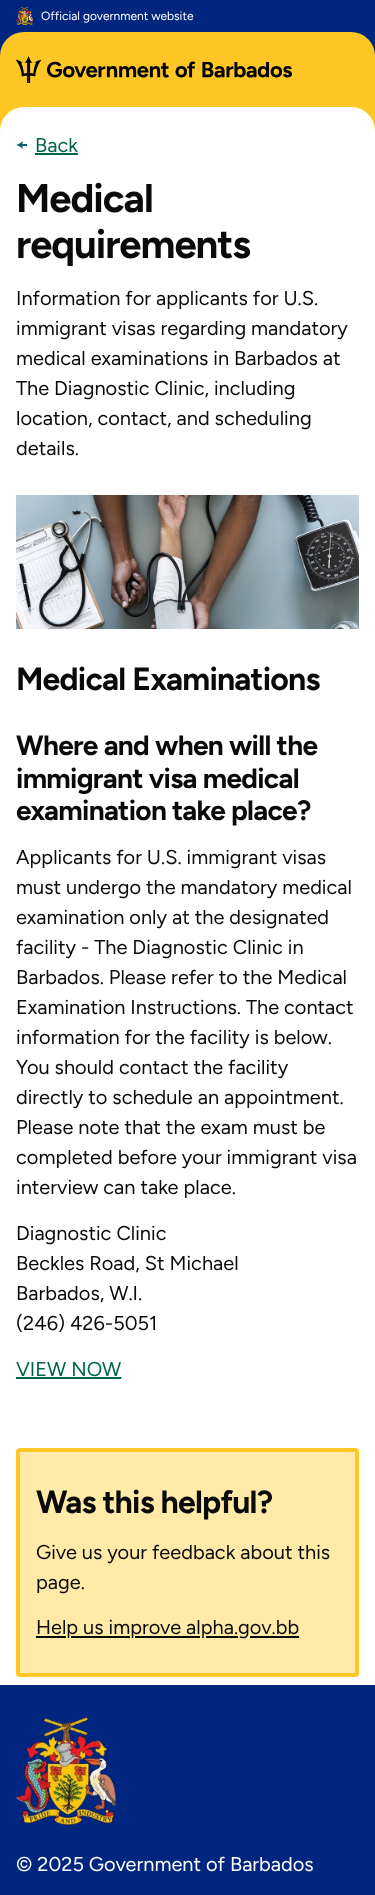 Official government website
Government of Barbados
Back
Medical
requirements
Information for applicants for U.S.
immigrant visas regarding mandatory
medical examinations in Barbados at
The Diagnostic Clinic, including
location, contact, and scheduling
details.
Medical Examinations
Where and when will the
immigrant visa medical
examination take place?
Applicants for U.S. immigrant visas
must undergo the mandatory medical
examination only at the designated
facility - The Diagnostic Clinic in
Barbados. Please refer to the Medical
Examination Instructions. The contact
information for the facility is below.
You should contact the facility
directly to schedule an appointment.
Please note that the exam must be
completed before your immigrant visa
interview can take place.
Diagnostic Clinic
Beckles Road, St Michael
Barbados, W.I.
(246) 426-5051
VIEW NOW
Was this helpful?
Give us your feedback about this
page.
Help us improve alpha.gov.bb
PRIDE AND INDUSTRY
© 2025 Government of Barbados